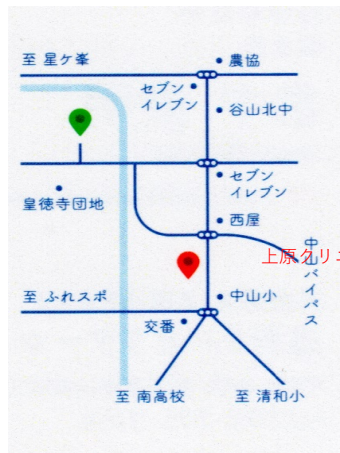 至 星ケ峯
農協
セブン
イレブン
谷山北中
セブン
イレブン
皇徳寺団地
西屋
中山バイパス
上原クリニ
至 ふれスポ
中山小
交番
至 南高校
至 清和小